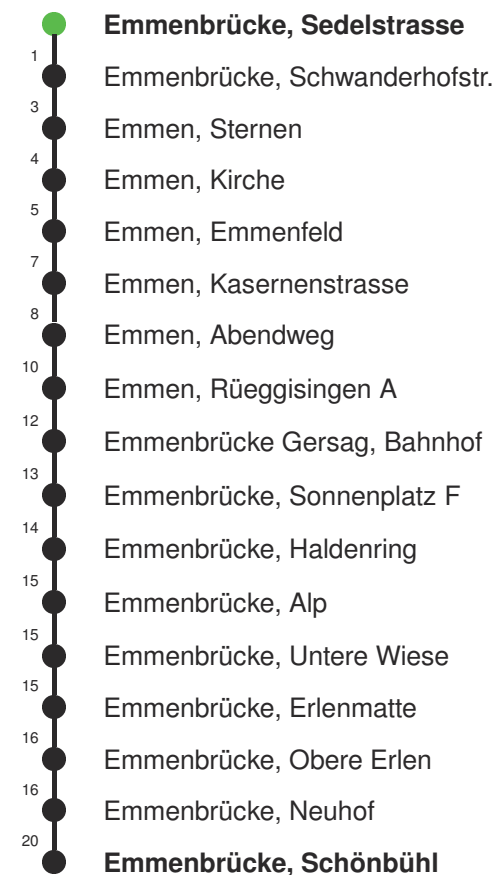 Emmenbrücke, Sedelstrasse
1
Emmenbrücke, Schwanderhofstr.
3
Emmen, Sternen
4
Emmen, Kirche
5
Emmen, Emmenfeld
7
Emmen, Kasernenstrasse
8
Emmen, Abendweg
10
Emmen, Rüeggisingen A
12
Emmenbrücke Gersag, Bahnhof
13
Emmenbrücke, Sonnenplatz F
14
Emmenbrücke, Haldenring
15
Emmenbrücke, Alp
15
Emmenbrücke, Untere Wiese
15
Emmenbrücke, Erlenmatte
16
Emmenbrücke, Obere Erlen
16
Emmenbrücke, Neuhof
20
Emmenbrücke, Schönbühl